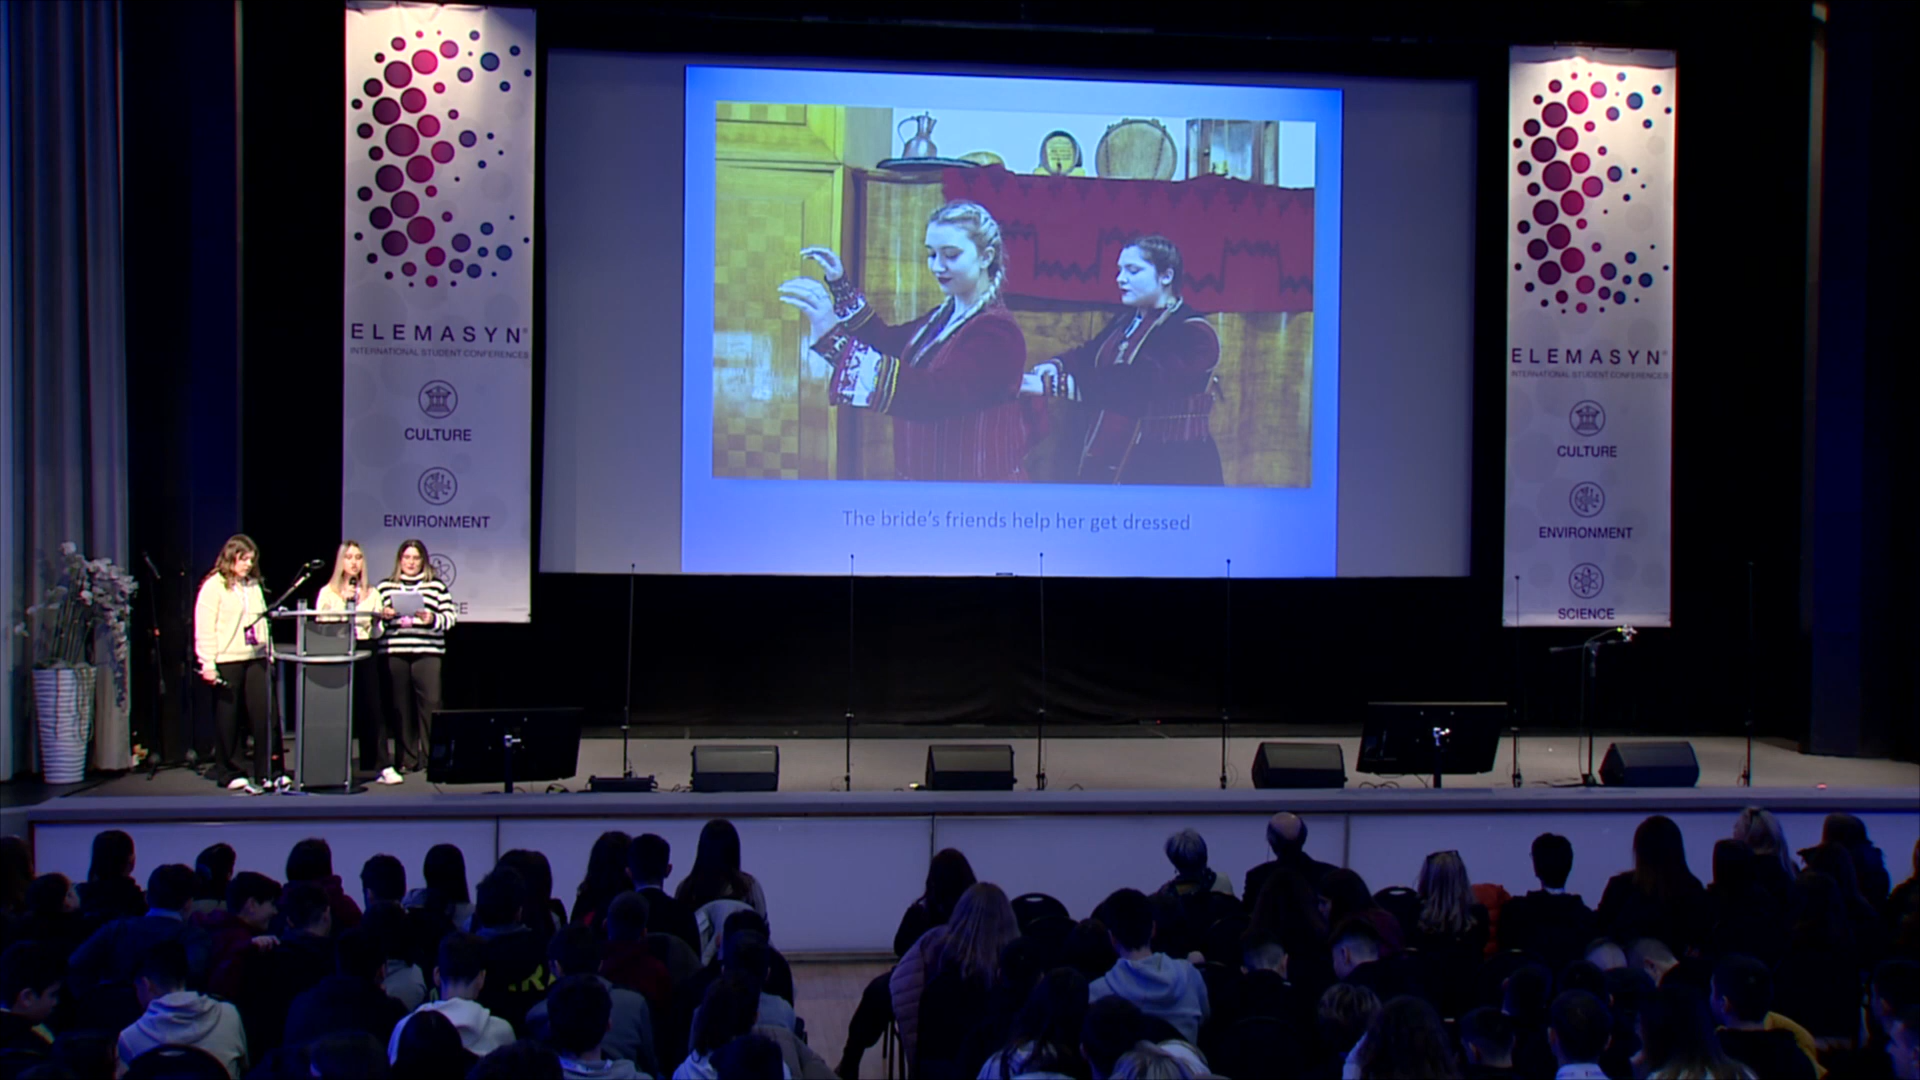 ELEMASYN®
INTERNATIONAL STUDENT CONFERENCES
CULTURE
ENVIRONMENT
CE
The bride's friends help her get dressed
ELEMASYN®
INTERNATIONAL STUDENT CONFERENCES
CULTURE
ENVIRONMENT
SCIENCE